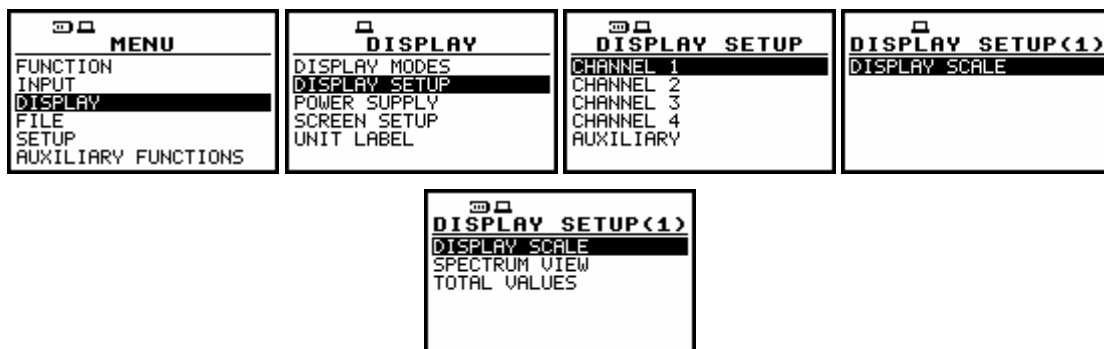 MENU
FUNCTION
INPUT
DISPLAY
FILE
SETUP
AUXILIARY FUNCTIONS
DISPLAY
DISPLAY MODES
DISPLAY SETUP
POWER SUPPLY
SCREEN SETUP
UNIT LABEL
DISPLAY SETUP
CHANNEL 1
CHANNEL 2
CHANNEL 3
CHANNEL 4
AUXILIARY
DISPLAY SETUP(1)
DISPLAY SCALE
DISPLAY SETUP(1)
DISPLAY SCALE
SPECTRUM VIEW
TOTAL VALUES